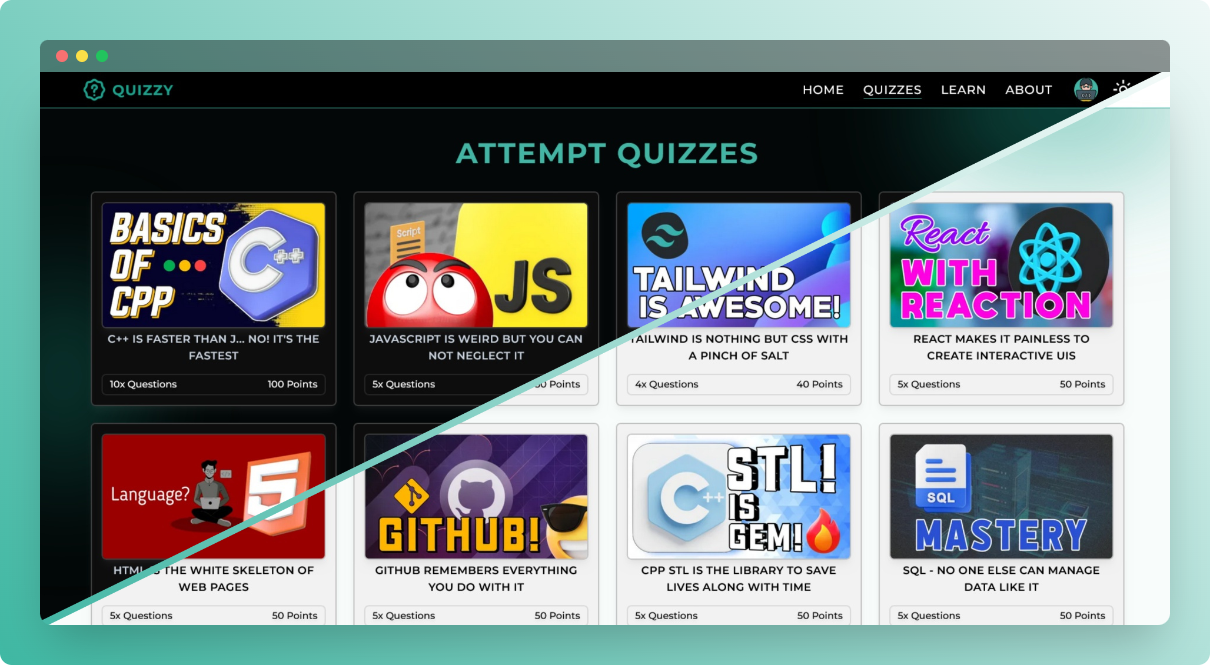 QUIZZY
HOME QUIZZES LEARN ABOUT
ATTEMPT QUIZZES
BASICS
OF
CPP
C++
C++ IS FASTER THAN J... NO! IT'S THE
FASTEST
10x Questions 100 Points
Script
JS
JAVASCRIPT IS WEIRD BUT YOU CAN
NOT NEGLECT IT
5x Questions 50 Points
TAILWIND
IS AWESOME!
TAILWIND IS NOTHING BUT CSS WITH
A PINCH OF SALT
4x Questions 40 Points
React
WITH
REACTION
REACT MAKES IT PAINLESS TO
CREATE INTERACTIVE UIS
5x Questions 50 Points
Language?
5
HTML IS THE WHITE SKELETON OF
WEB PAGES
5x Questions 50 Points
GITHUB!
GITHUB REMEMBERS EVERYTHING
YOU DO WITH IT
5x Questions 50 Points
C++
STL!
IS
GEM!
CPP STL IS THE LIBRARY TO SAVE
LIVES ALONG WITH TIME
5x Questions 50 Points
SQL
MASTERY
SQL - NO ONE ELSE CAN MANAGE
DATA LIKE IT
5x Questions 50 Points